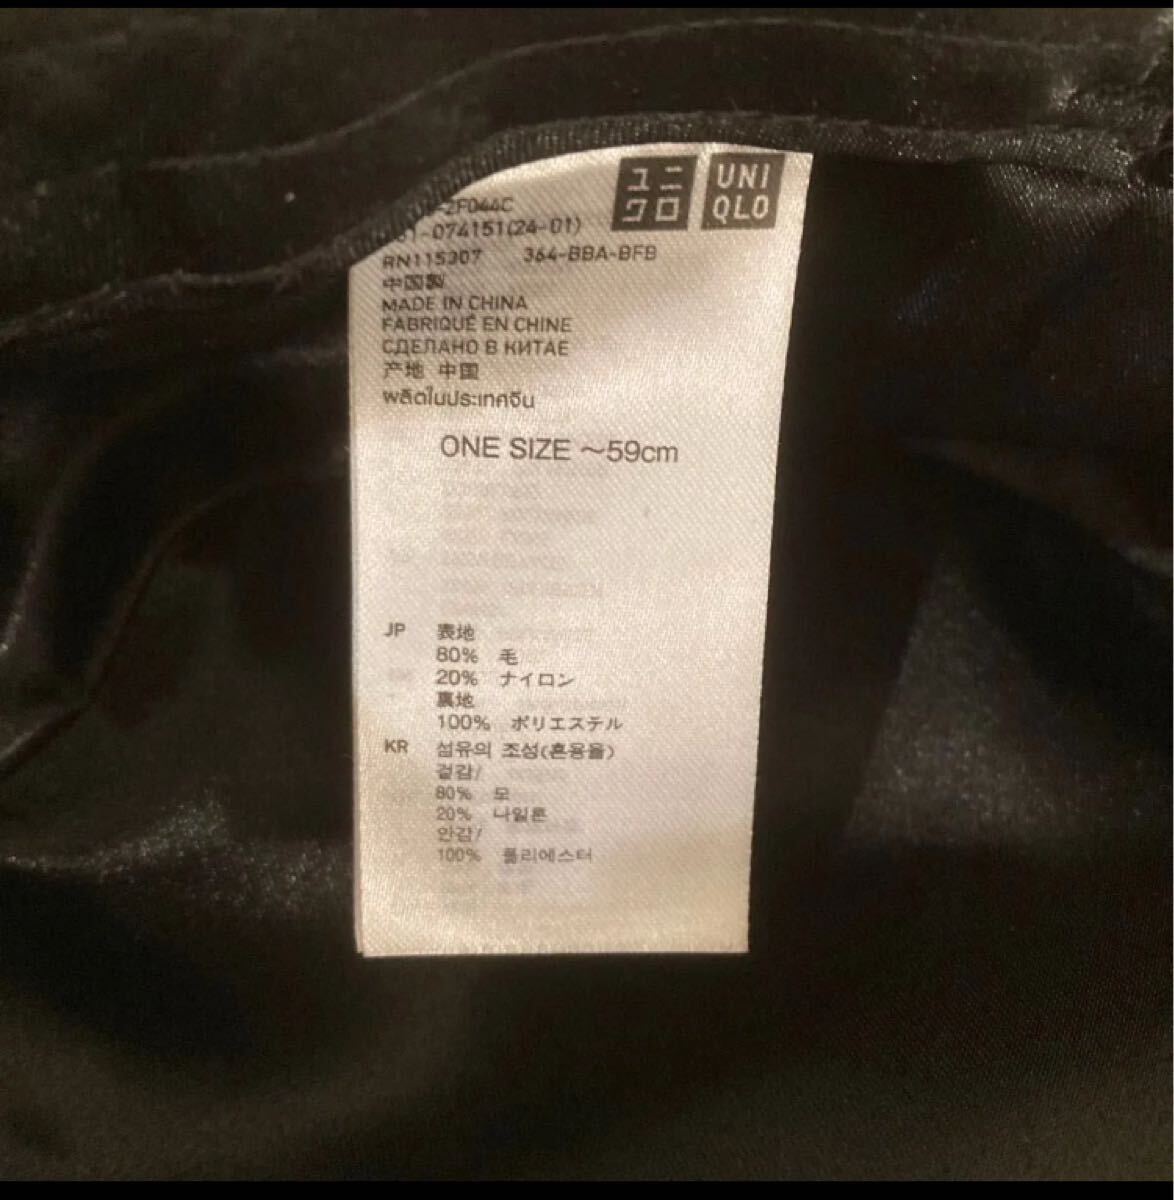 ユニ
クロ
UNI
QLO
2F044C
074151(24-01)
RN115307 364-BBA-BFB
中国製
MADE IN CHINA
FABRIQUÉ EN CHINE
СДЕЛАНО В КИТАЕ
产地 中国
ผลิตในประเทศจีน
ONE SIZE ～59cm
JP 表地
80% 毛
20% ナイロン
裏地
100% ポリエステル
KR 섬유의 조성(혼용율)
겉감/
80% 모
20% 나일론
안감/
100% 폴리에스터